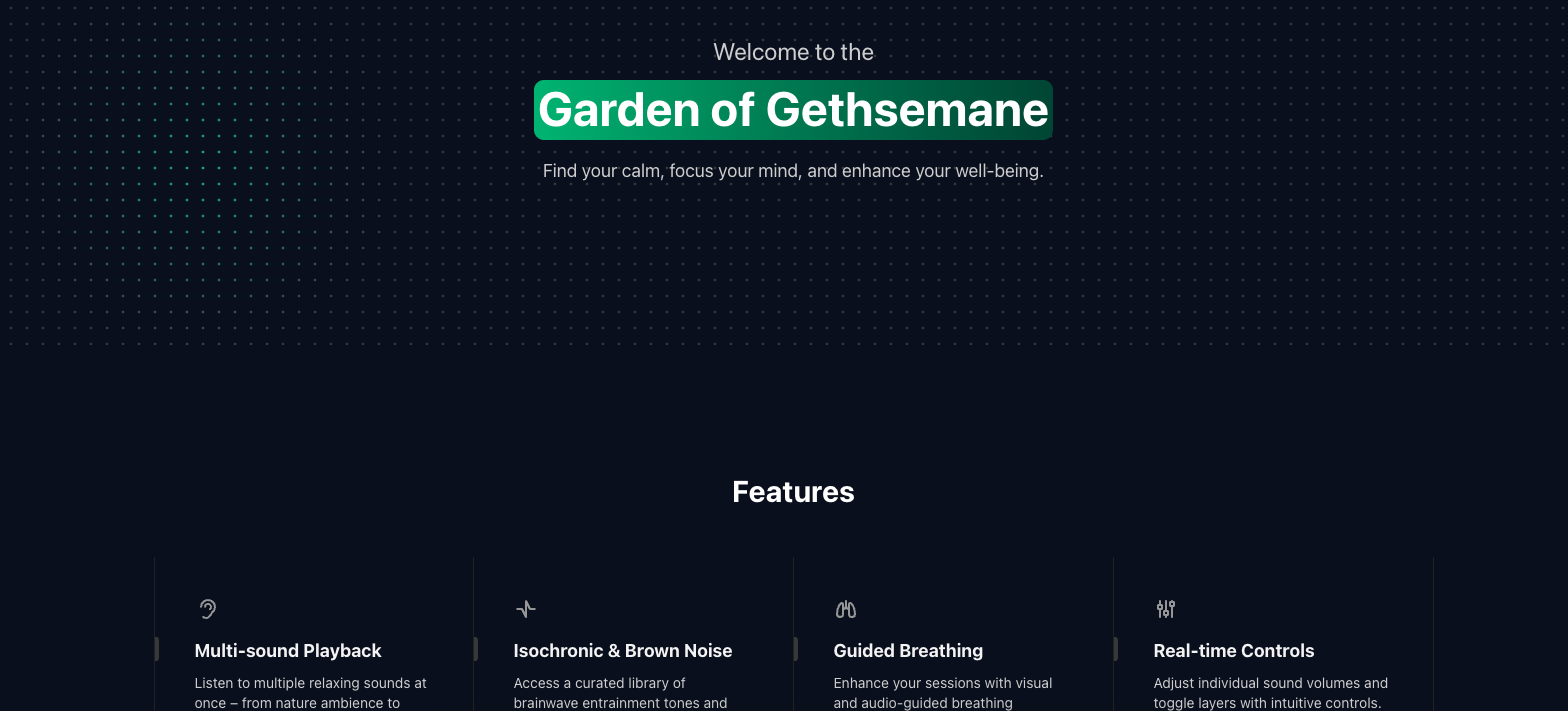 Welcome to the
Garden of Gethsemane
Find your calm, focus your mind, and enhance your well-being.
Features
Multi-sound Playback
Listen to multiple relaxing sounds at
once – from nature ambience to
Isochronic & Brown Noise
Access a curated library of
brainwave entrainment tones and
Guided Breathing
Enhance your sessions with visual
and audio-guided breathing
Real-time Controls
Adjust individual sound volumes and
toggle layers with intuitive controls.